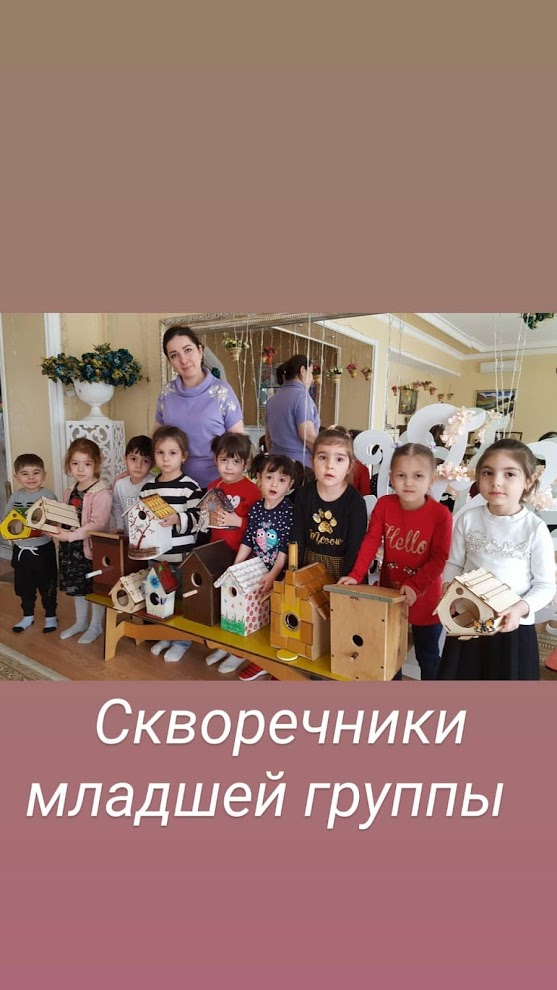 Meow
Hello
Скворечники
младшей группы